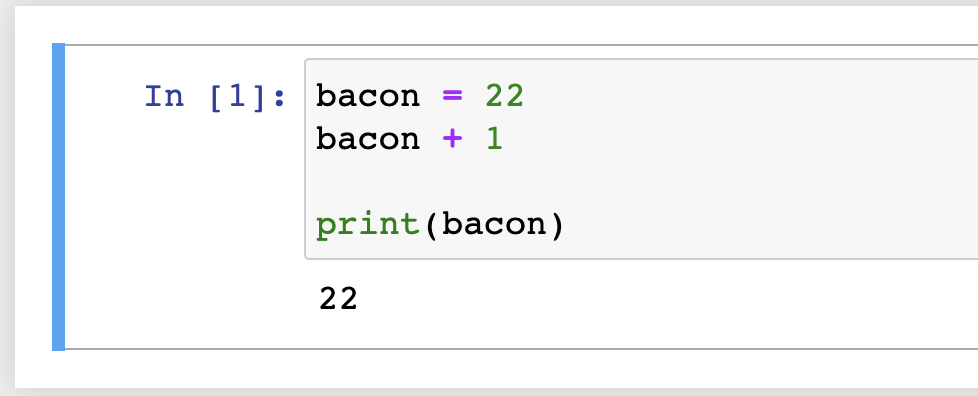 In [1]: bacon = 22
bacon + 1
print(bacon)
22